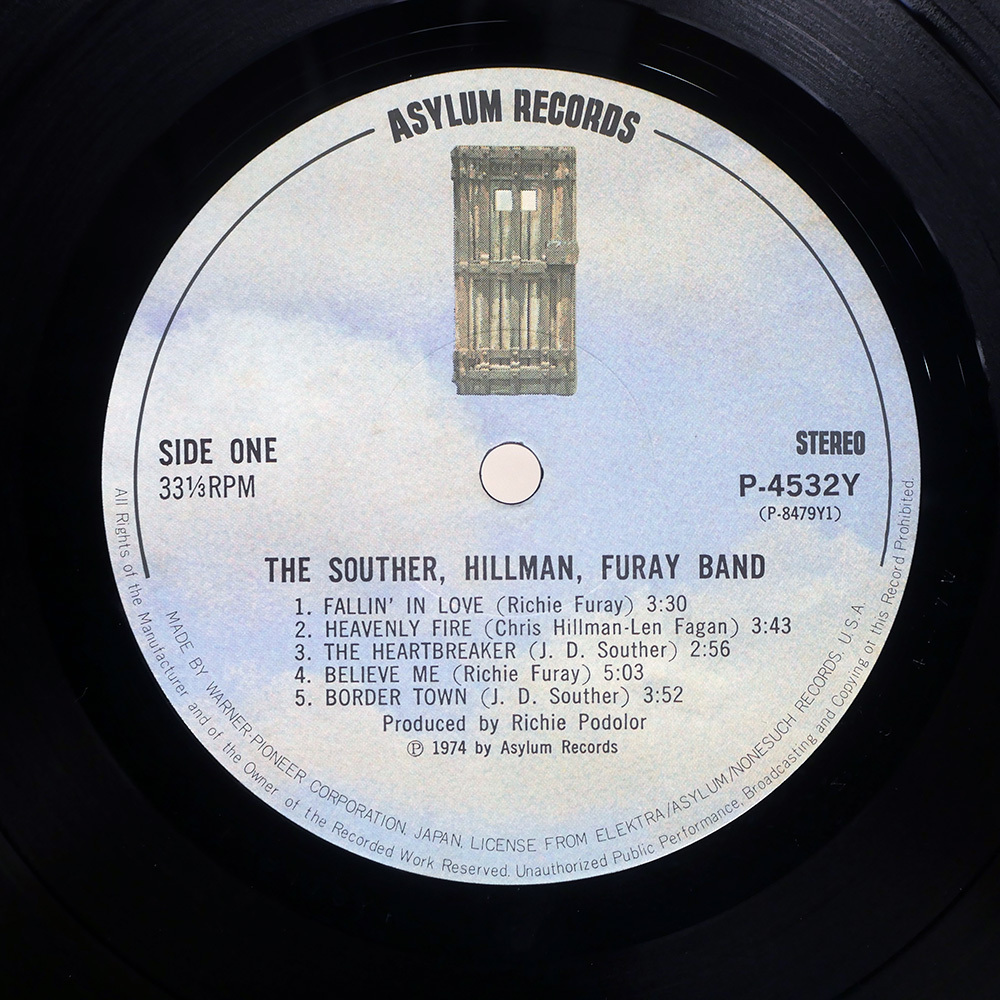 ASYLUM RECORDS
SIDE ONE
33⅓RPM
STEREO
P-4532Y
(P-8479Y1)
THE SOUTHER, HILLMAN, FURAY BAND
1. FALLIN' IN LOVE (Richie Furay) 3:30
2. HEAVENLY FIRE (Chris Hillman-Len Fagan) 3:43
3. THE HEARTBREAKER (J. D. Souther) 2:56
4. BELIEVE ME (Richie Furay) 5:03
5. BORDER TOWN (J. D. Souther) 3:52
Produced by Richie Podolor
Ⓟ 1974 by Asylum Records
MADE BY WARNER-PIONEER CORPORATION, JAPAN, LICENSE FROM ELEKTRA/ASYLUM/NONESUCH RECORDS, U.S.A.
All Rights of the Manufacturer and of the Owner of the Recorded Work Reserved. Unauthorized Public Performance, Broadcasting and Copying of this Record Prohibited.